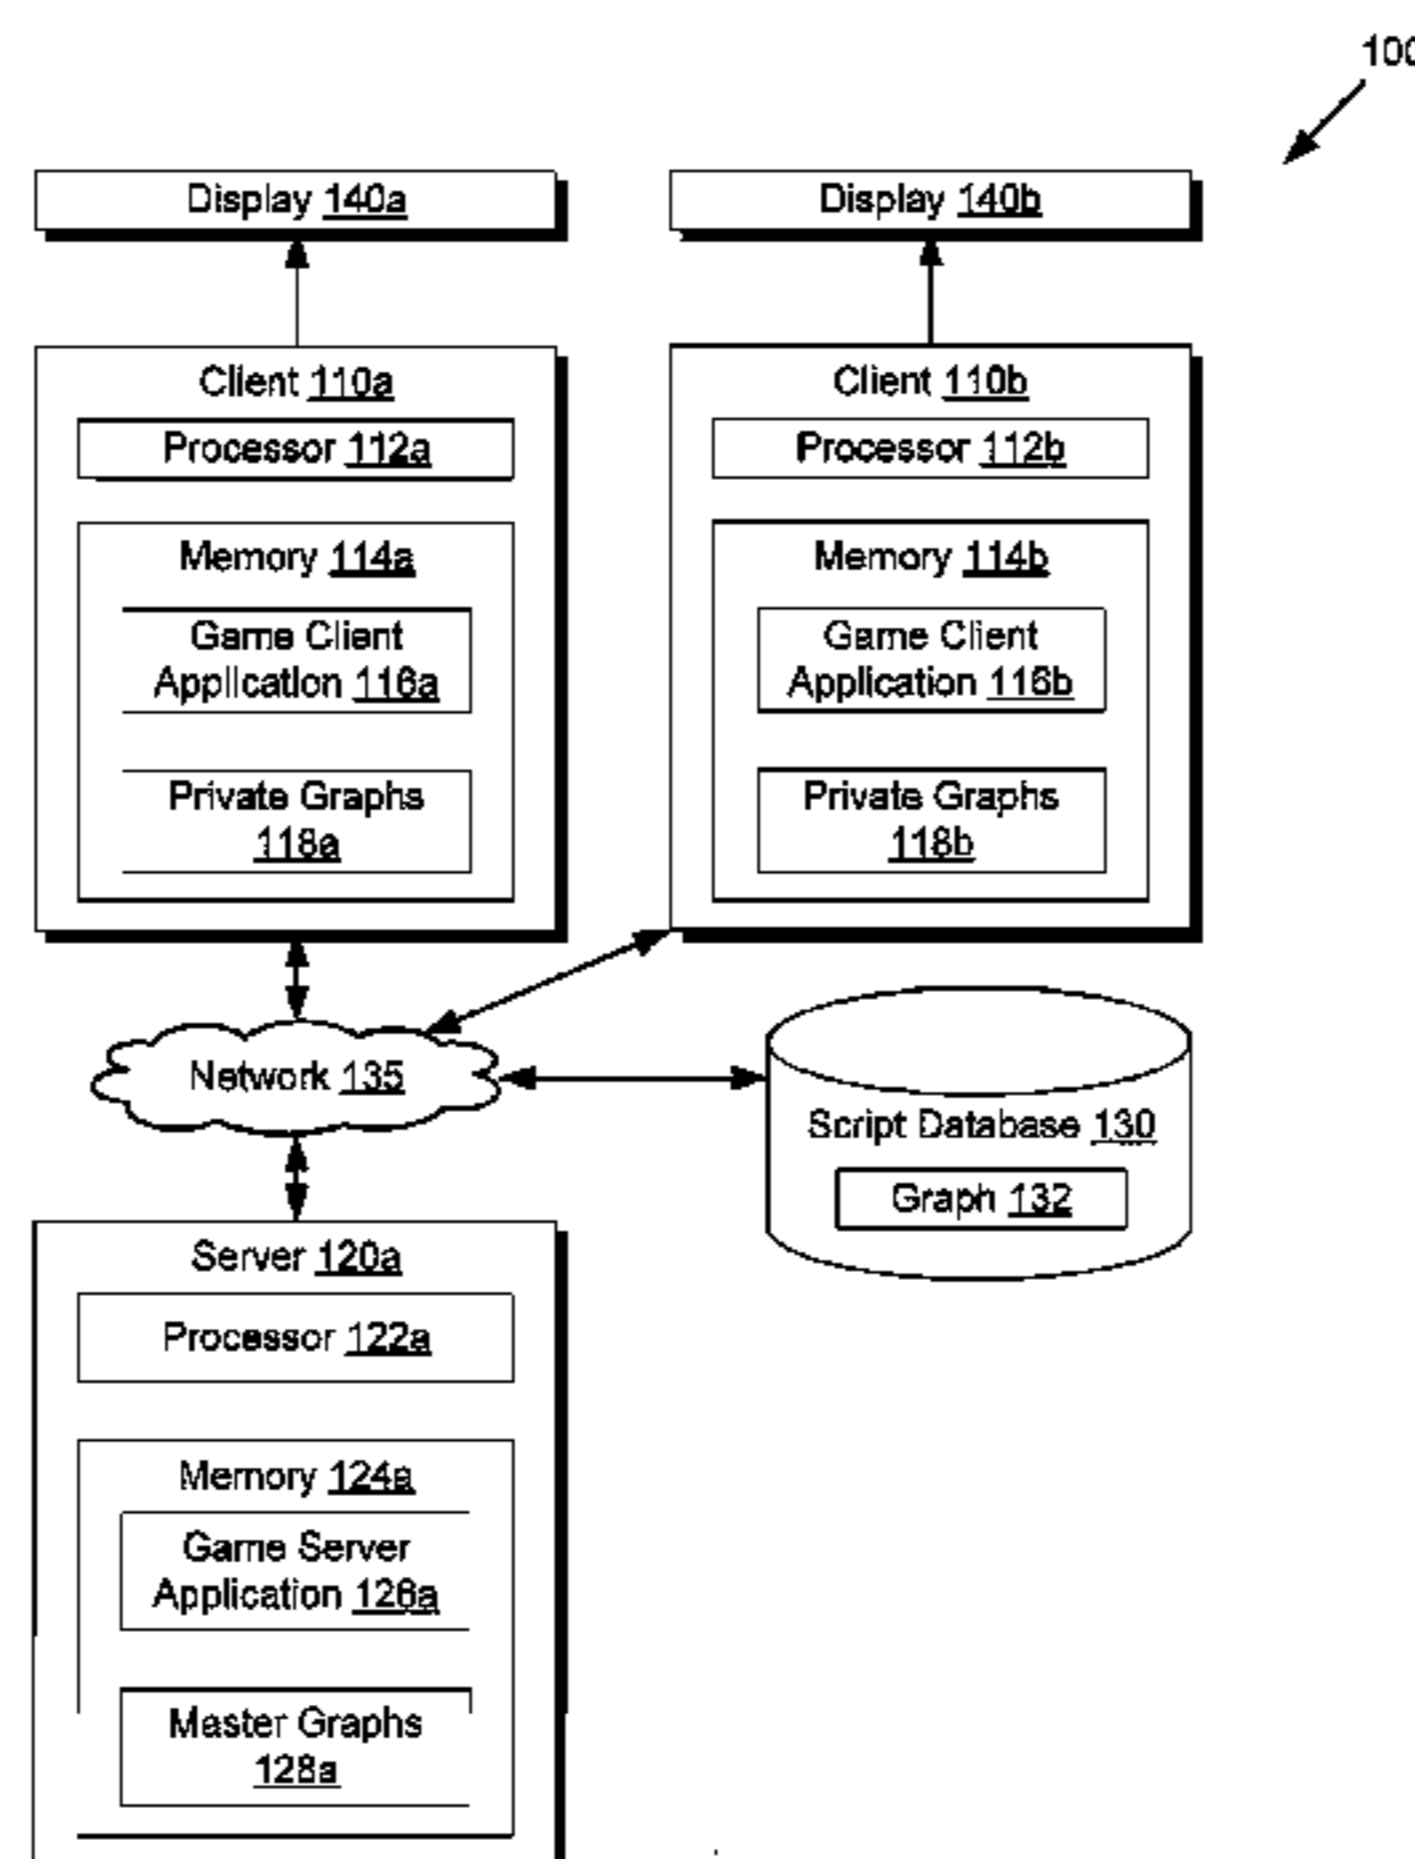 100
Display 140a
Display 140b
Client 110a
Processor 112a
Memory 114a
Game Client
Application 116a
Private Graphs
118a
Client 110b
Processor 112b
Memory 114b
Game Client
Application 116b
Private Graphs
118b
Network 135
Script Database 130
Graph 132
Server 120a
Processor 122a
Memory 124a
Game Server
Application 126a
Master Graphs
128a